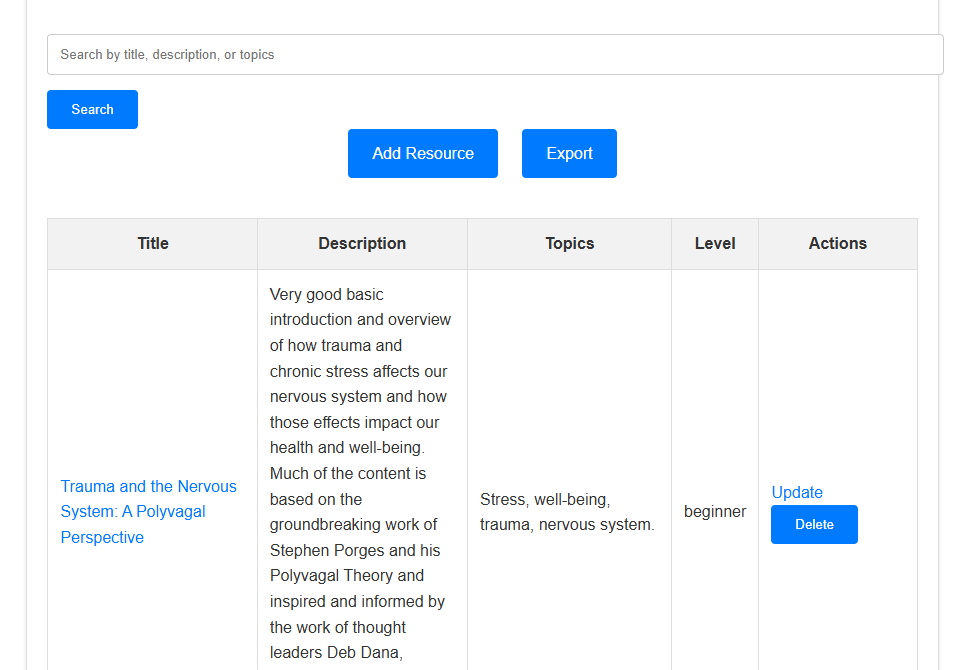 Search by title, description, or topics
Search
Add Resource Export
Title Description Topics Level Actions
Trauma and the Nervous
System: A Polyvagal
Perspective
Very good basic
introduction and overview
of how trauma and
chronic stress affects our
nervous system and how
those effects impact our
health and well-being.
Much of the content is
based on the
groundbreaking work of
Stephen Porges and his
Polyvagal Theory and
inspired and informed by
the work of thought
leaders Deb Dana,
Stress, well-being,
trauma, nervous system.
beginner
Update
Delete